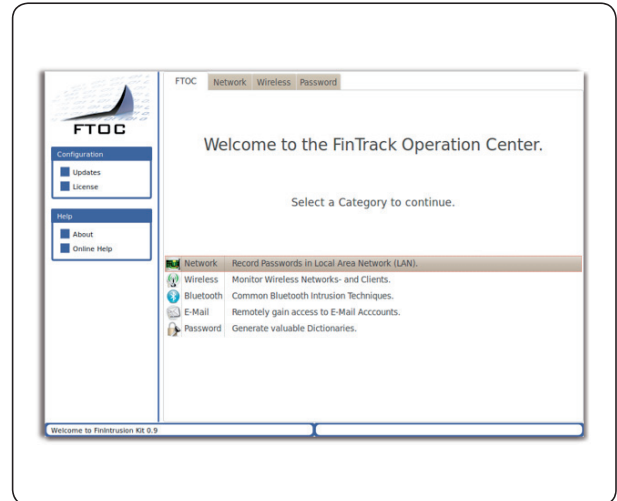 FTOC
Configuration
Updates
License
Help
About
Online Help
FTOC Network Wireless Password
Welcome to the FinTrack Operation Center.
Select a Category to continue.
Network Record Passwords in Local Area Network (LAN).
Wireless Monitor Wireless Networks- and Clients.
Bluetooth Common Bluetooth Intrusion Techniques.
E-Mail Remotely gain access to E-Mail Acccounts.
Password Generate valuable Dictionaries.
Welcome to FinIntrusion Kit 0.9